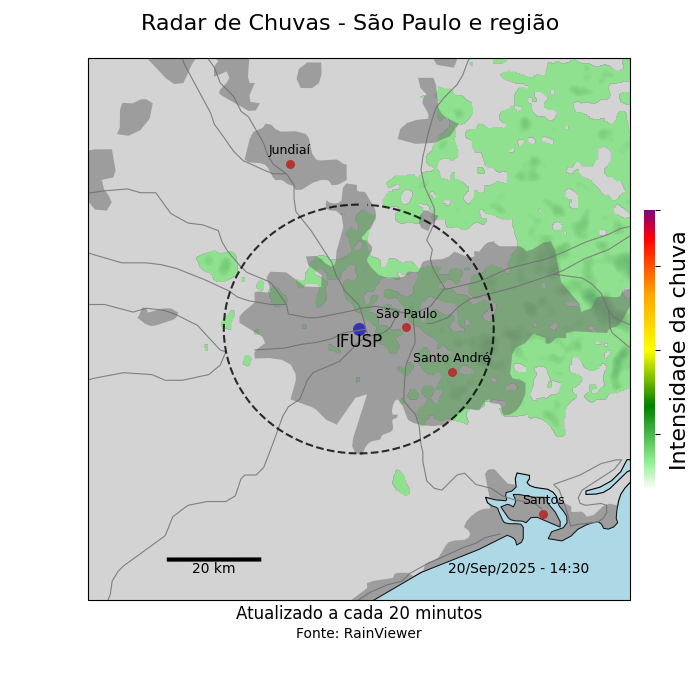 Radar de Chuvas - São Paulo e região
Jundiaí
São Paulo
IFUSP
Santo André
Intensidade da chuva
Santos
20 km
20/Sep/2025 - 14:30
Atualizado a cada 20 minutos
Fonte: RainViewer